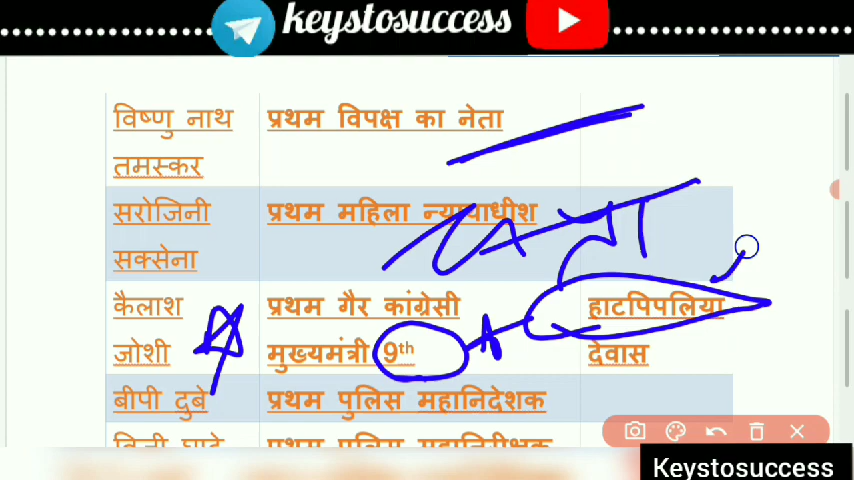 keystosuccess
विष्णु नाथ तमस्कर प्रथम विपक्ष का नेता
सरोजिनी सक्सेना प्रथम महिला न्यायाधीश
कैलाश जोशी प्रथम गैर कांग्रेसी मुख्यमंत्री 9th हाटपिपलिया देवास
बीपी दुबे प्रथम पुलिस महानिदेशक
Keystosuccess